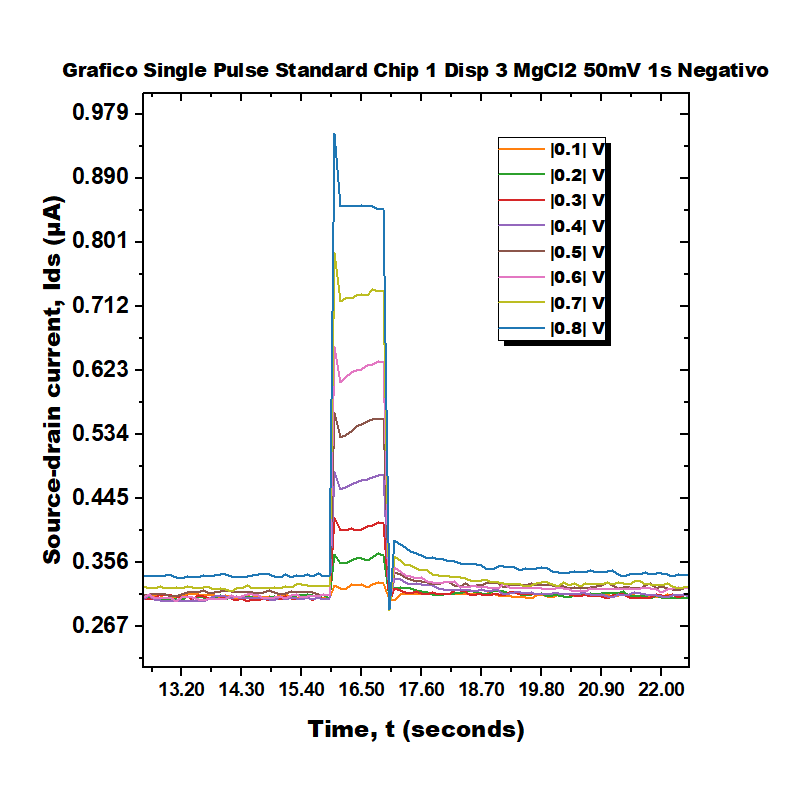 Grafico Single Pulse Standard Chip 1 Disp 3 MgCl2 50mV 1s Negativo
0.979
0.890
0.801
0.712
0.623
0.534
0.445
0.356
0.267
Source-drain current, Ids (µA)
|0.1| V
|0.2| V
|0.3| V
|0.4| V
|0.5| V
|0.6| V
|0.7| V
|0.8| V
13.20 14.30 15.40 16.50 17.60 18.70 19.80 20.90 22.00
Time, t (seconds)